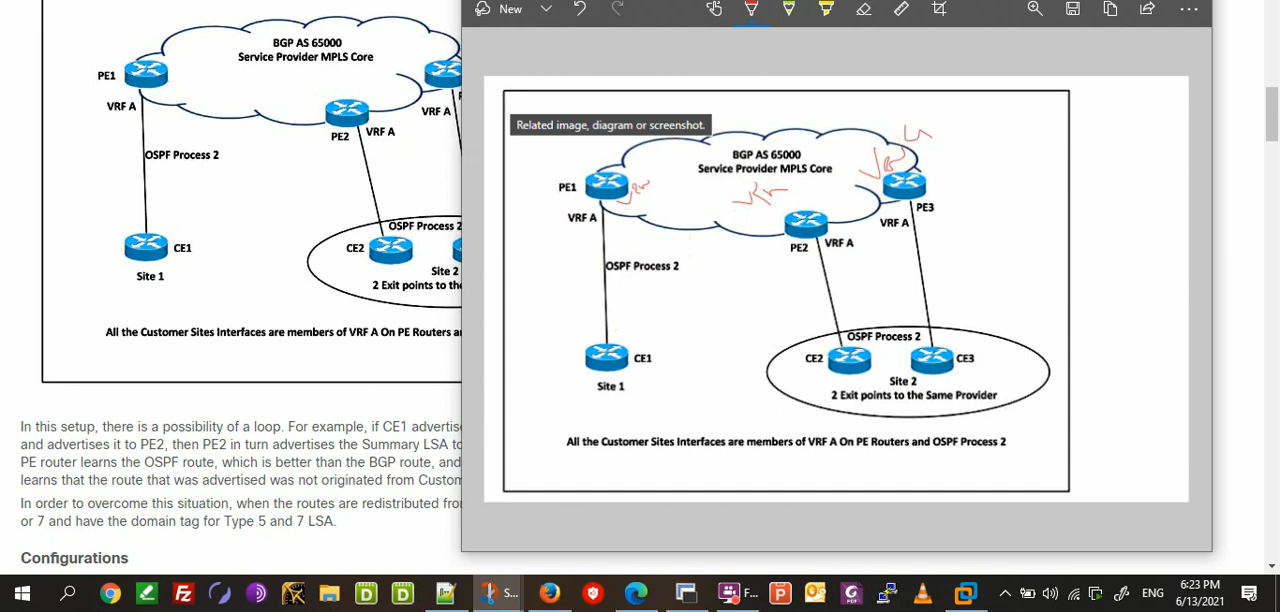 BGP AS 65000
Service Provider MPLS Core
PE1
VRF A
PE2
VRF A
VRF A
OSPF Process 2
OSPF Process 2
CE1
Site 1
CE2
Site 2
2 Exit points to the
All the Customer Sites Interfaces are members of VRF A On PE Routers a
In this setup, there is a possibility of a loop. For example, if CE1 advertis
and advertises it to PE2, then PE2 in turn advertises the Summary LSA to
PE router learns the OSPF route, which is better than the BGP route, and
learns that the route that was advertised was not originated from Custom
In order to overcome this situation, when the routes are redistributed fro
or 7 and have the domain tag for Type 5 and 7 LSA.
Configurations
New
Related image, diagram or screenshot.
BGP AS 65000
Service Provider MPLS Core
PE1
VRF A
PE2
VRF A
PE3
VRF A
OSPF Process 2
CE1
Site 1
OSPF Process 2
CE2
CE3
Site 2
2 Exit points to the Same Provider
All the Customer Sites Interfaces are members of VRF A On PE Routers and OSPF Process 2
S...
F...
ENG
6:23 PM
6/13/2021